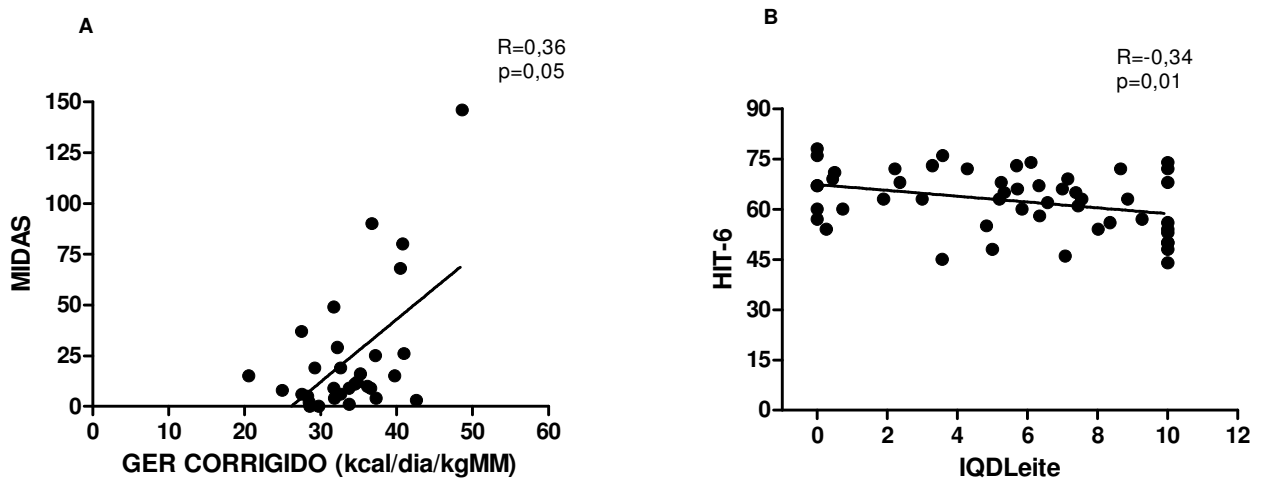 A
R=0,36
p=0,05
150
125
100
75
50
25
0
MIDAS
0 10 20 30 40 50 60
GER CORRIGIDO (kcal/dia/kgMM)
B
R=-0,34
p=0,01
90
75
60
45
30
15
0
HIT-6
0 2 4 6 8 10 12
IQDLeite